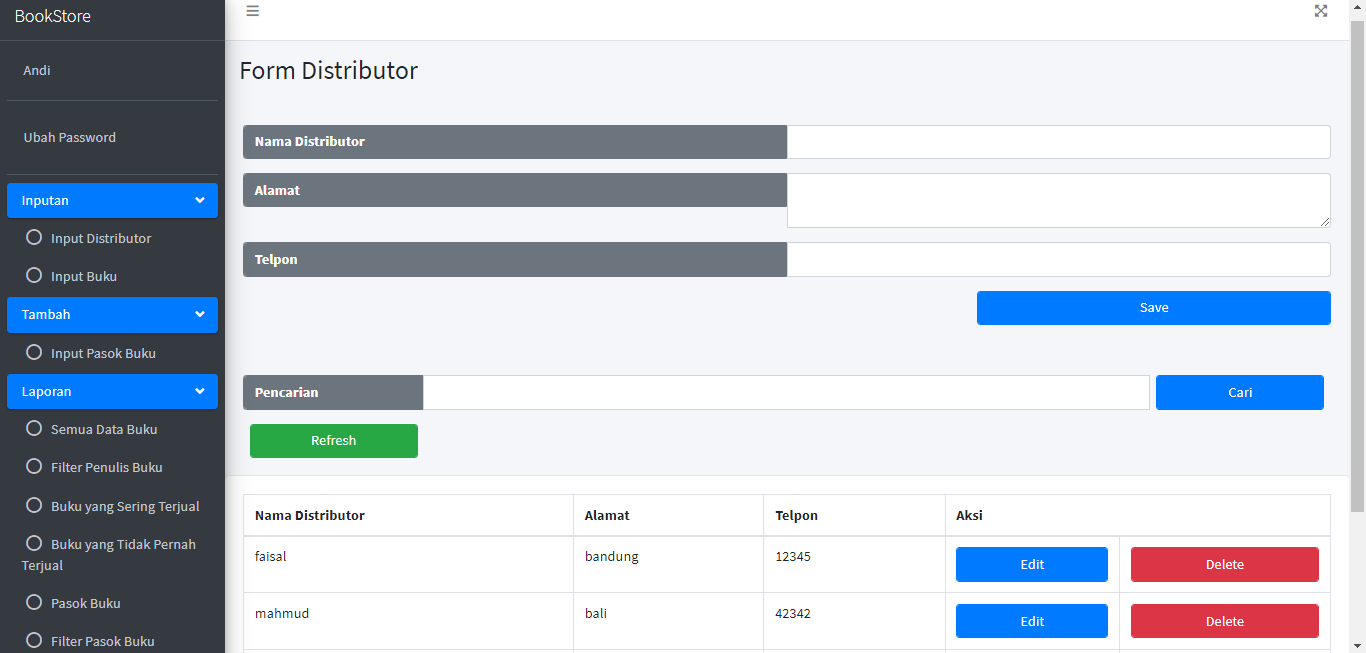 BookStore
Andi
Ubah Password
Inputan
Input Distributor
Input Buku
Tambah
Input Pasok Buku
Laporan
Semua Data Buku
Filter Penulis Buku
Buku yang Sering Terjual
Buku yang Tidak Pernah
Terjual
Pasok Buku
Filter Pasok Buku
Form Distributor
Nama Distributor
Alamat
Telpon
Save
Pencarian
Cari
Refresh
Nama Distributor Alamat Telpon Aksi
faisal bandung 12345 Edit Delete
mahmud bali 42342 Edit Delete